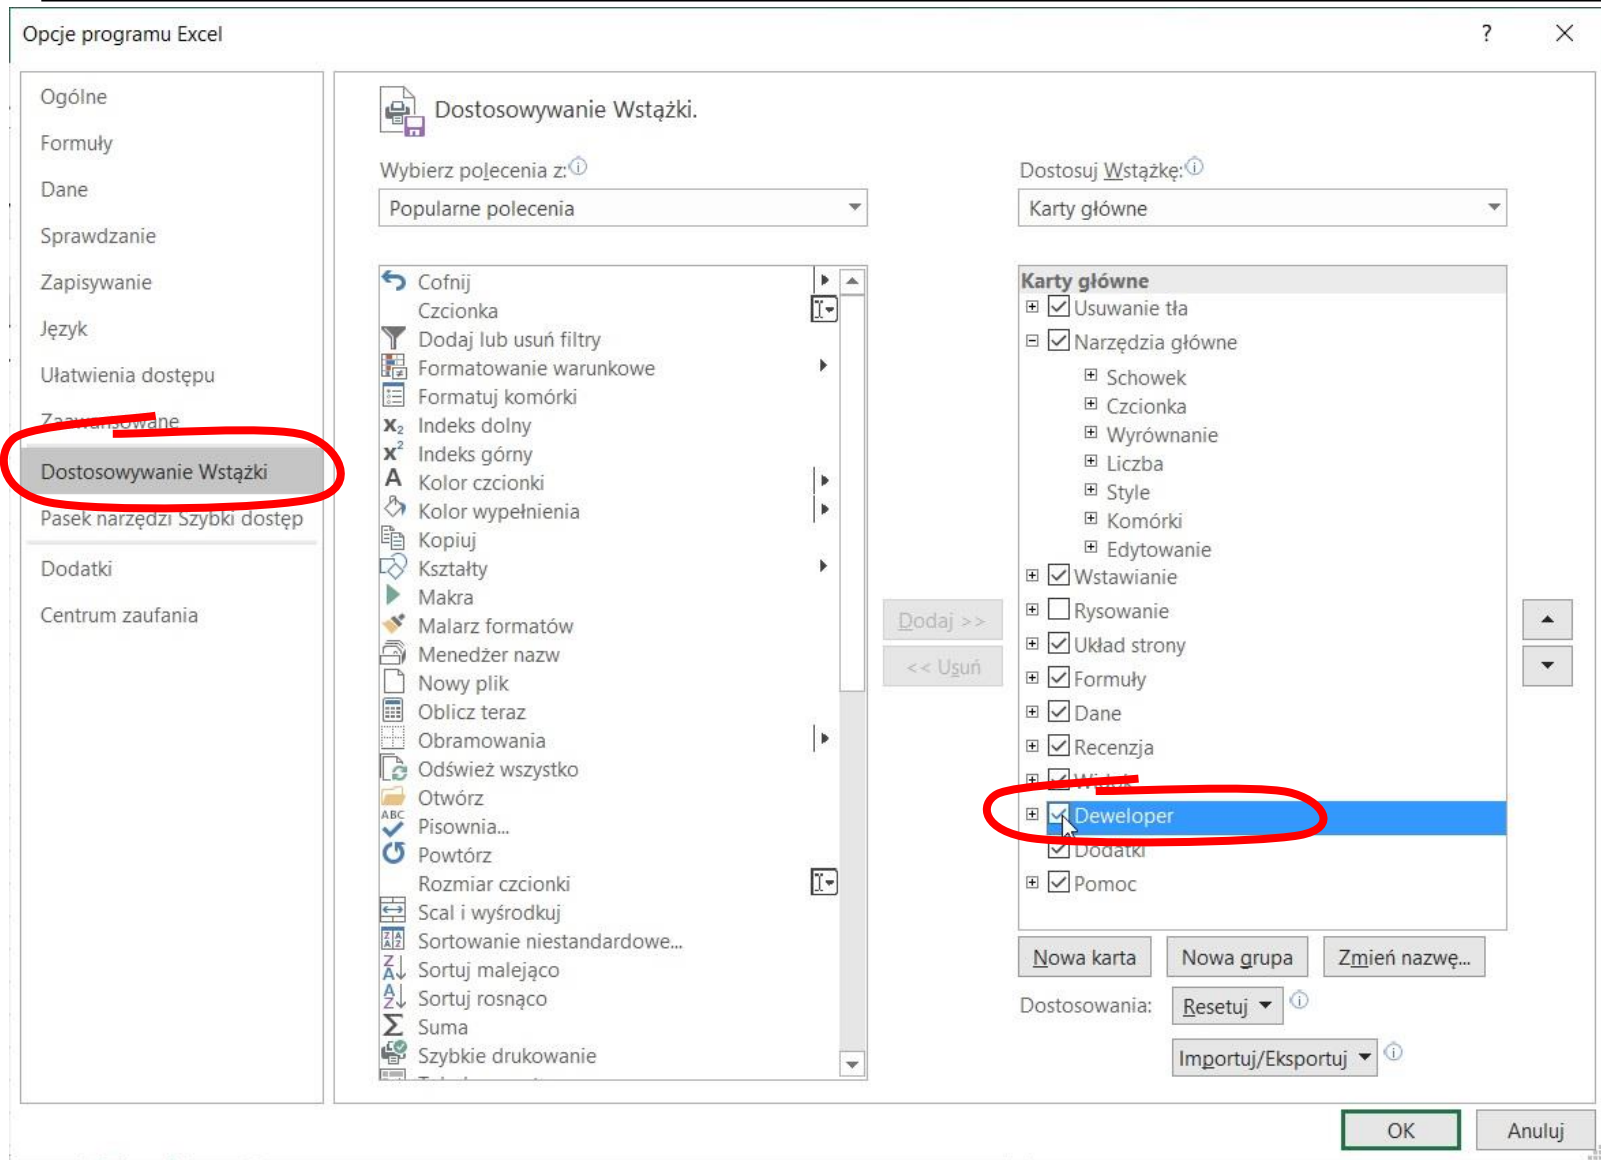 Opcje programu Excel
?
Ogólne
Formuły
Dane
Sprawdzanie
Zapisywanie
Język
Ułatwienia dostępu
Zaawansowane
Dostosowywanie Wstążki
Pasek narzędzi Szybki dostęp
Dodatki
Centrum zaufania
Dostosowywanie Wstążki.
Wybierz polecenia z:
Popularne polecenia
Cofnij
Czcionka
Dodaj lub usuń filtry
Formatowanie warunkowe
Formatuj komórki
Indeks dolny
Indeks górny
Kolor czcionki
Kolor wypełnienia
Kopiuj
Kształty
Makra
Malarz formatów
Menedżer nazw
Nowy plik
Oblicz teraz
Obramowania
Odśwież wszystko
Otwórz
Pisownia...
Powtórz
Rozmiar czcionki
Scal i wyśrodkuj
Sortowanie niestandardowe...
Sortuj malejąco
Sortuj rosnąco
Suma
Szybkie drukowanie
Dodaj >>
<< Usuń
Dostosuj Wstążkę:
Karty główne
Karty główne
Usuwanie tła
Narzędzia główne
Schowek
Czcionka
Wyrównanie
Liczba
Style
Komórki
Edytowanie
Wstawianie
Rysowanie
Układ strony
Formuły
Dane
Recenzja
Widok
Deweloper
Dodatki
Pomoc
Nowa karta
Nowa grupa
Zmień nazwę...
Dostosowania:
Resetuj
Importuj/Eksportuj
OK
Anuluj